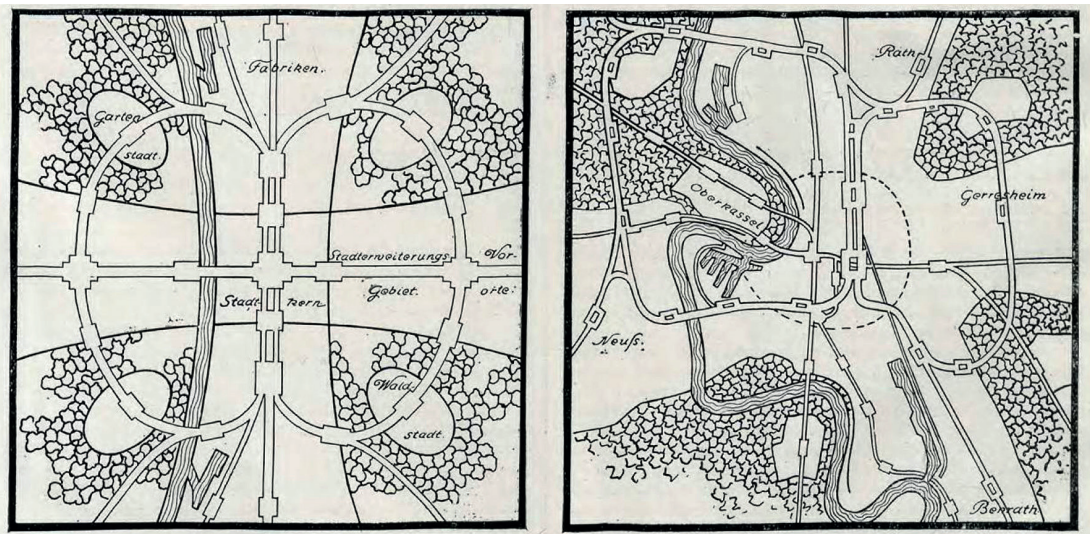 Fabriken.
Garten
stadt.
Stadterweiterungs
Vor-
Stadt
kern
Gebiet.
orte:
Wald-
stadt.
Rath
Oberkassel
Gerresheim
Neuſs.
Benrath